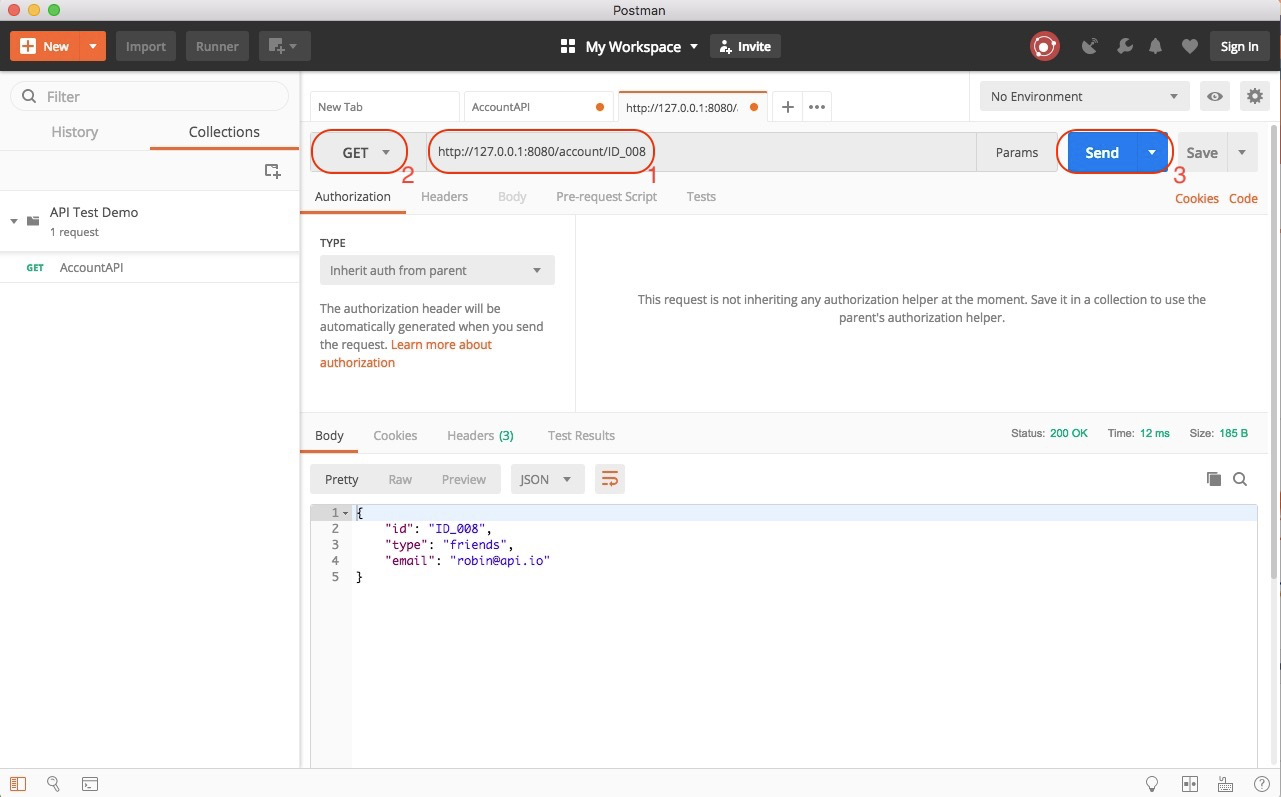 Postman
New Import Runner My Workspace Invite Sign In
Filter
History Collections
API Test Demo
1 request
GET AccountAPI
New Tab AccountAPI http://127.0.0.1:8080/ No Environment
GET http://127.0.0.1:8080/account/ID_008 Params Send Save
2 1 3
Authorization Headers Body Pre-request Script Tests Cookies Code
TYPE
Inherit auth from parent
The authorization header will be
automatically generated when you send
the request. Learn more about
authorization
This request is not inheriting any authorization helper at the moment. Save it in a collection to use the
parent's authorization helper.
Body Cookies Headers (3) Test Results Status: 200 OK Time: 12 ms Size: 185 B
Pretty Raw Preview JSON
1 {
2 "id": "ID_008",
3 "type": "friends",
4 "email": "robin@api.io"
5 }